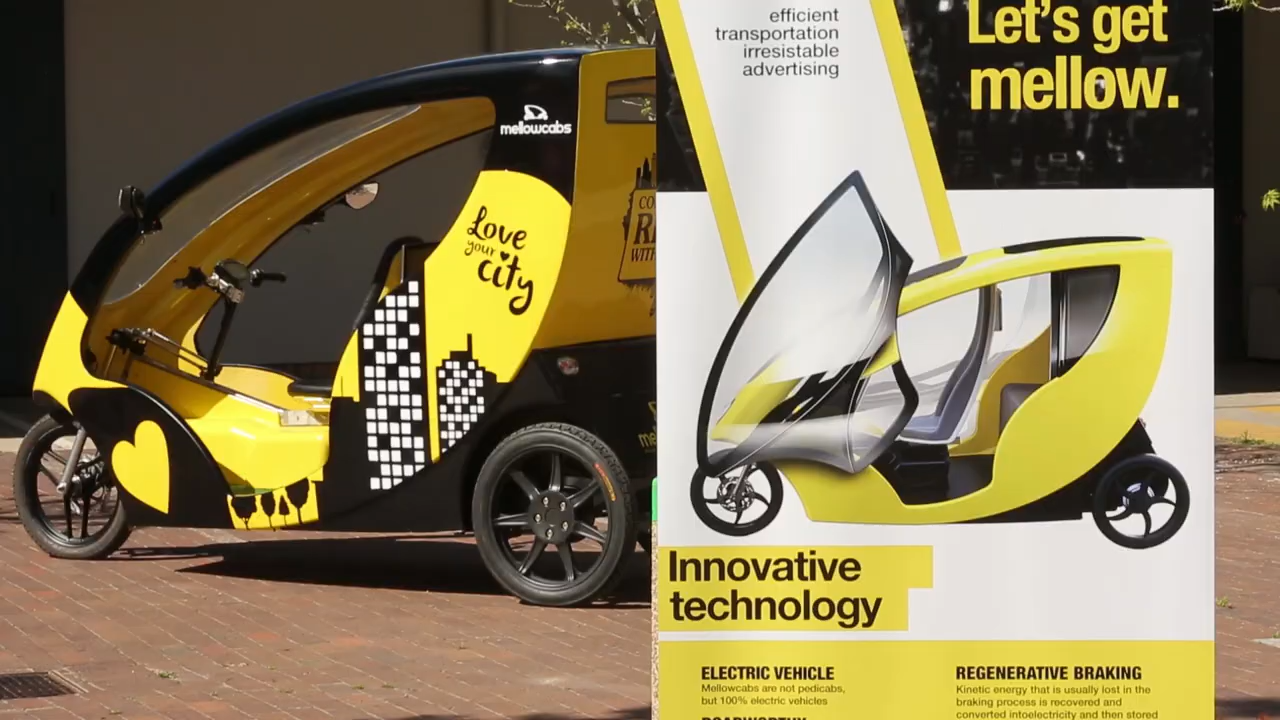 mellowcabs
Love
your
city
efficient
transportation
irresistable
advertising
Let's get
mellow.
Innovative
technology
ELECTRIC VEHICLE
Mellowcabs are not pedicabs,
but 100% electric vehicles
REGENERATIVE BRAKING
Kinetic energy that is usually lost in the
braking process is recovered and
converted intoelectricity and then stored